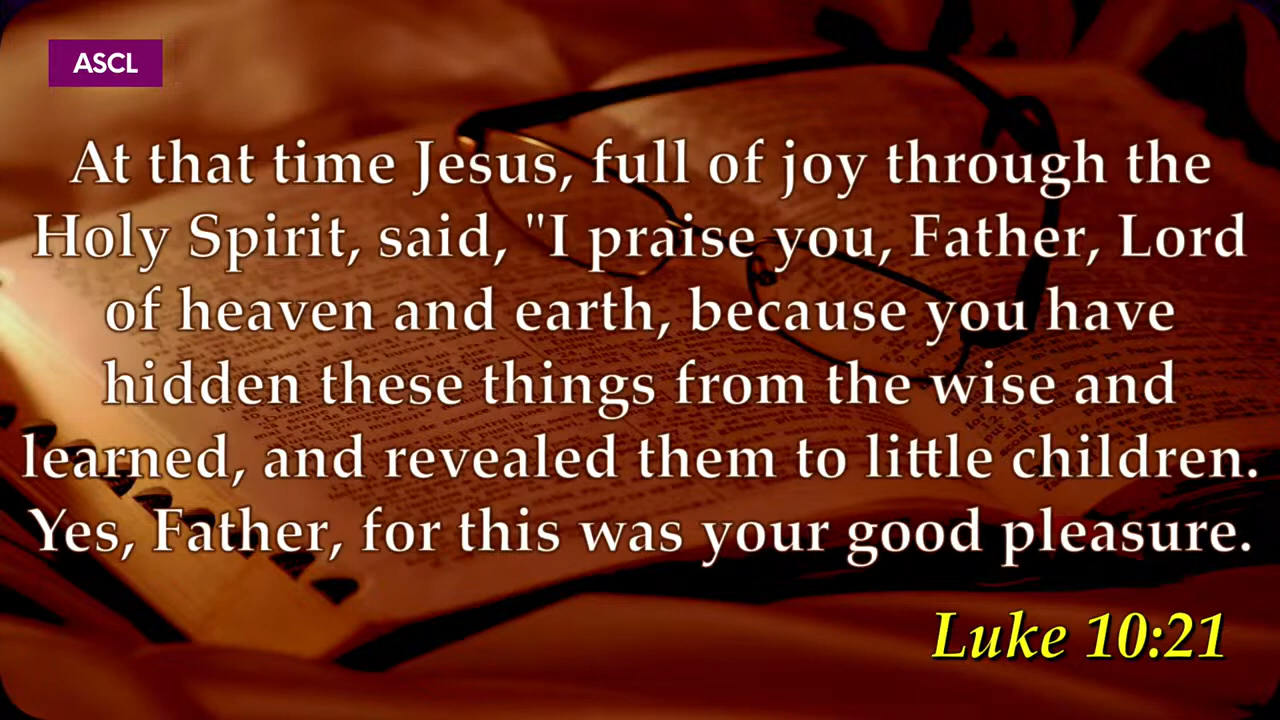 ASCL
At that time Jesus, full of joy through the
Holy Spirit, said, "I praise you, Father, Lord
of heaven and earth, because you have
hidden these things from the wise and
learned, and revealed them to little children.
Yes, Father, for this was your good pleasure.
Luke 10:21